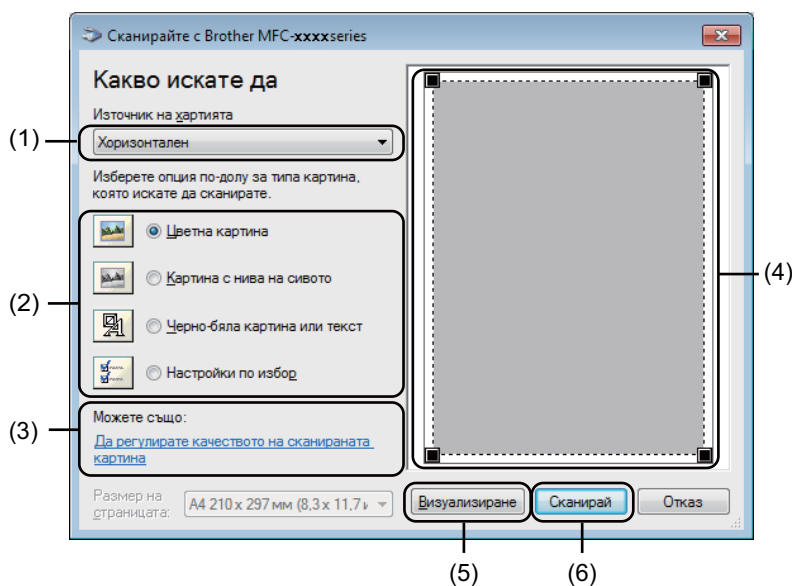 Сканирайте с Brother MFC-xxxxseries
Какво искате да
Източник на хартията
(1)
Хоризонтален
Изберете опция по-долу за типа картина,
която искате да сканирате.
Цветна картина
Картина с нива на сивото
(2)
(4)
Черно-бяла картина или текст
Настройки по избор
Можете също:
(3)
Да регулирате качеството на сканираната
картина
Размер на
страницата:
A4 210 x 297 мм (8,3 x 11,7
Визуализиране
Сканирай
Отказ
(5)
(6)